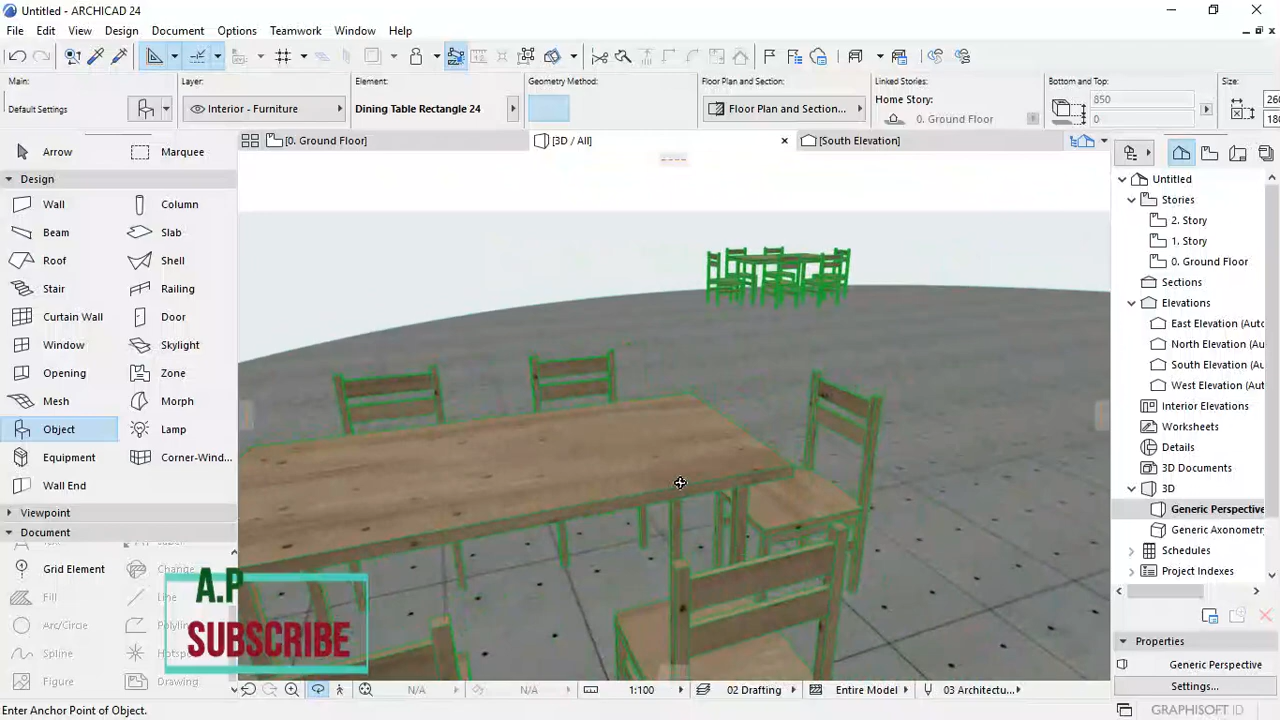 Untitled - ARCHICAD 24
File Edit View Design Document Options Teamwork Window Help
Main: Layer: Element: Geometry Method: Floor Plan and Section: Linked Stories: Bottom and Top: Size:
Default Settings Interior - Furniture Dining Table Rectangle 24 Floor Plan and Section... Home Story: 0. Ground Floor 850 0 260 180
[0. Ground Floor] [3D / All] [South Elevation]
Arrow Marquee
Design
Wall Column
Beam Slab
Roof Shell
Stair Railing
Curtain Wall Door
Window Skylight
Opening Zone
Mesh Morph
Object Lamp
Equipment Corner-Wind...
Wall End
Viewpoint
Document
Grid Element
Fill Line
Arc/Circle
Spline
Figure Drawing
A.P
SUBSCRIBE
Untitled
Stories
2. Story
1. Story
0. Ground Floor
Sections
Elevations
East Elevation (Auto
North Elevation (Au
South Elevation (Au
West Elevation (Auto
Interior Elevations
Worksheets
Details
3D Documents
3D
Generic Perspective
Generic Axonomet
Schedules
Project Indexes
Properties
Generic Perspective
Settings...
N/A N/A 1:100 02 Drafting Entire Model 03 Architectu...
Enter Anchor Point of Object.
GRAPHISOFT ID